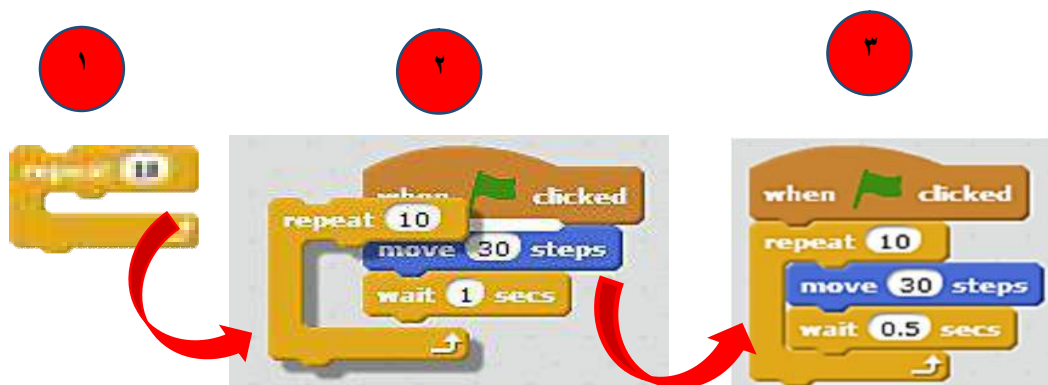 ١
٢
٣
repeat 10
when clicked
repeat 10
move 30 steps
wait 1 secs
when clicked
repeat 10
move 30 steps
wait 0.5 secs